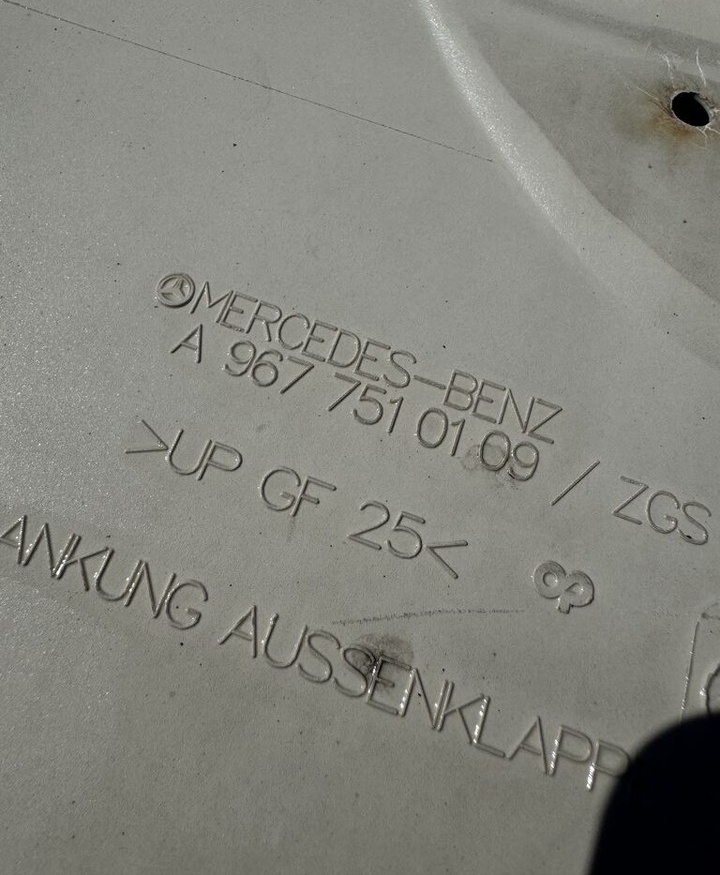 MERCEDES-BENZ
A 967 751 01 09 / ZGS
>UP GF 25<
ANKUNG AUSSENKLAPP